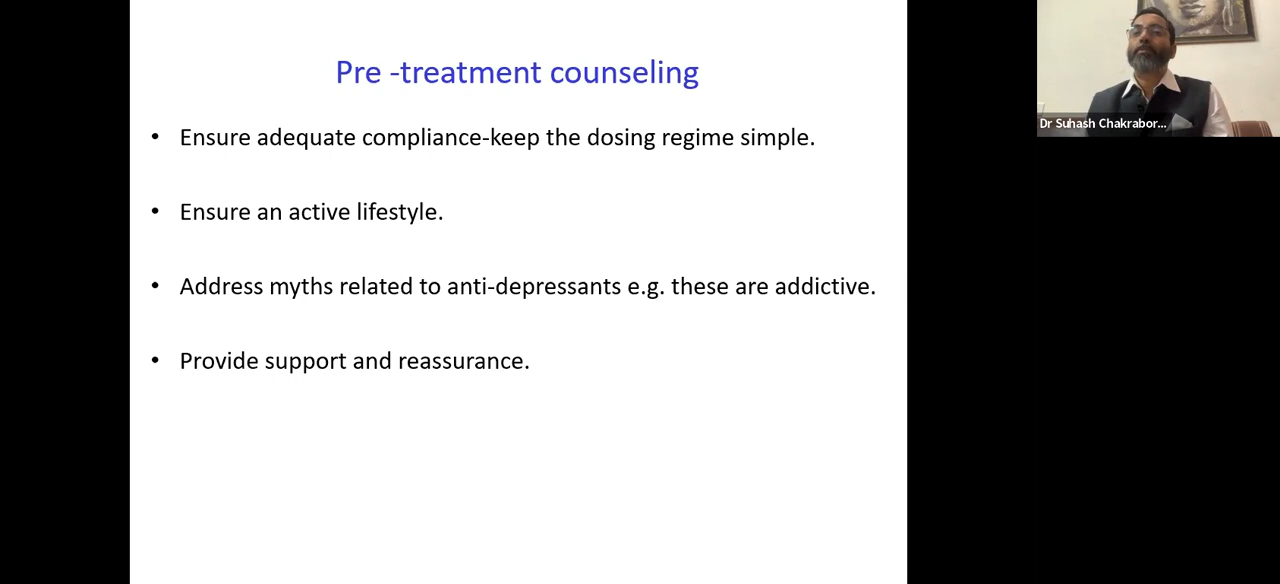 Pre -treatment counseling
• Ensure adequate compliance-keep the dosing regime simple.
• Ensure an active lifestyle.
• Address myths related to anti-depressants e.g. these are addictive.
• Provide support and reassurance.
Dr Suhash Chakrabor...